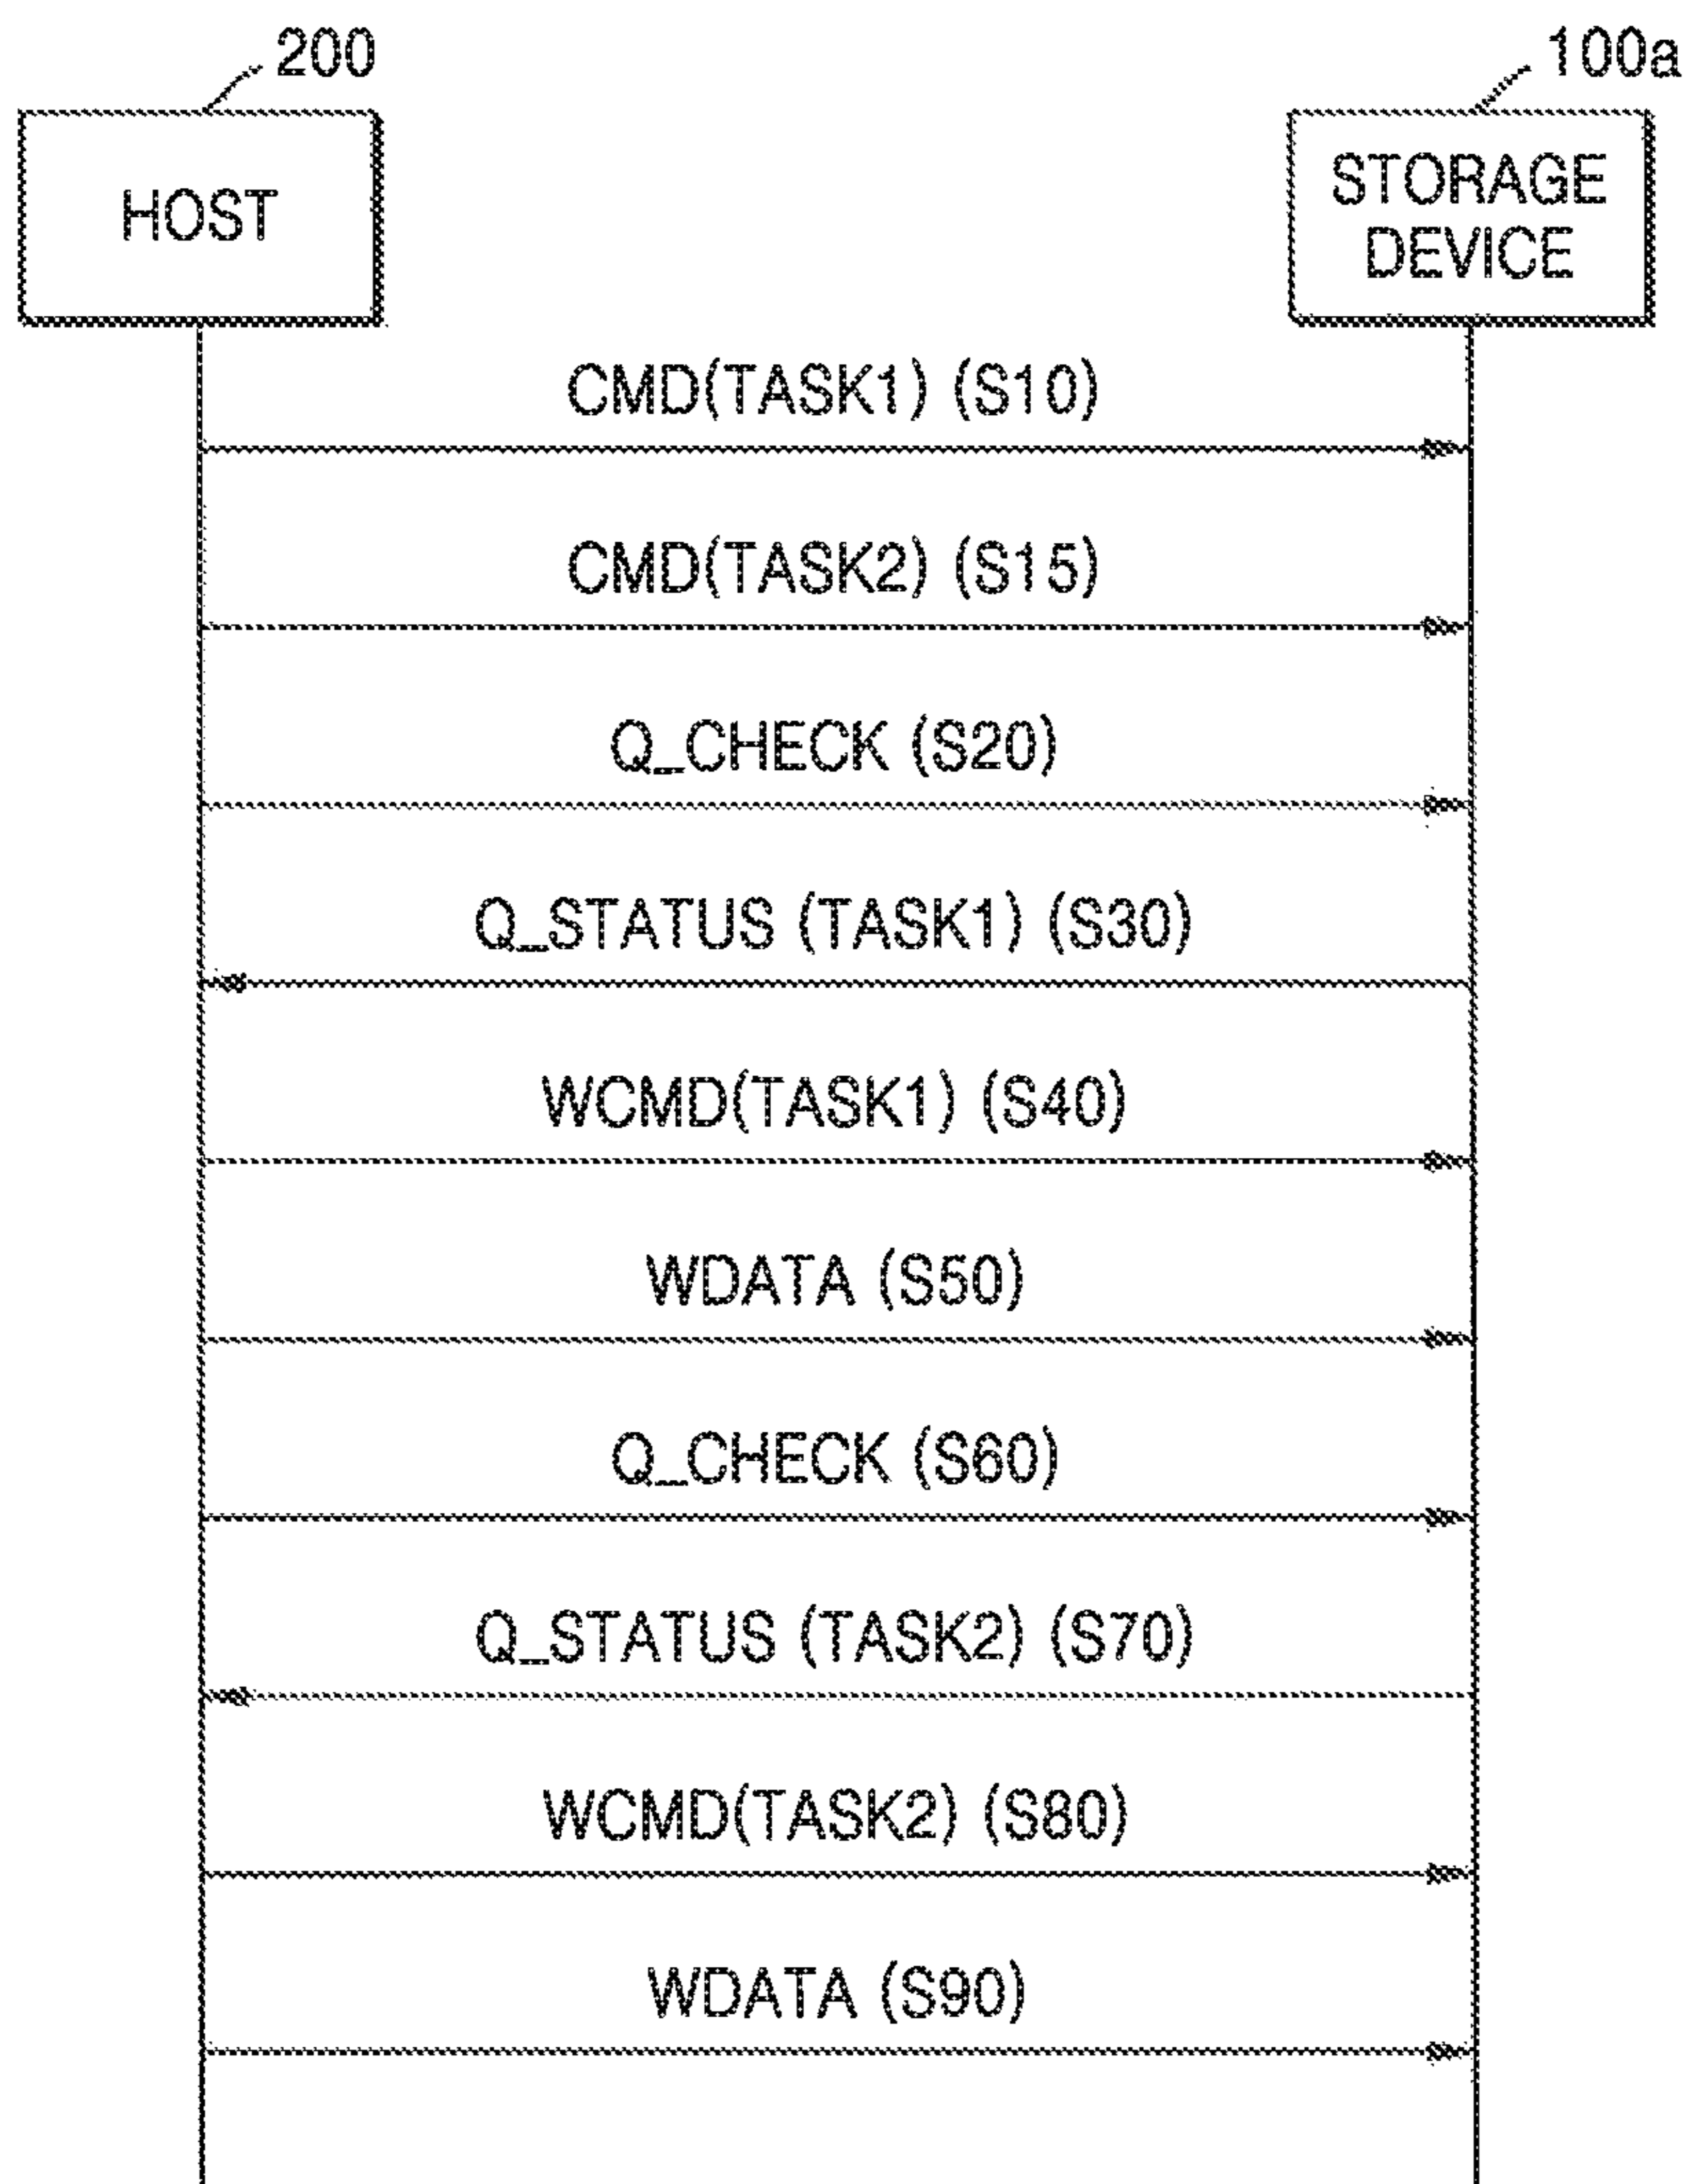 200
100a
HOST
STORAGE
DEVICE
CMD(TASK1) (S10)
CMD(TASK2) (S15)
Q_CHECK (S20)
Q_STATUS (TASK1) (S30)
WCMD(TASK1) (S40)
WDATA (S50)
Q_CHECK (S60)
Q_STATUS (TASK2) (S70)
WCMD(TASK2) (S80)
WDATA (S90)